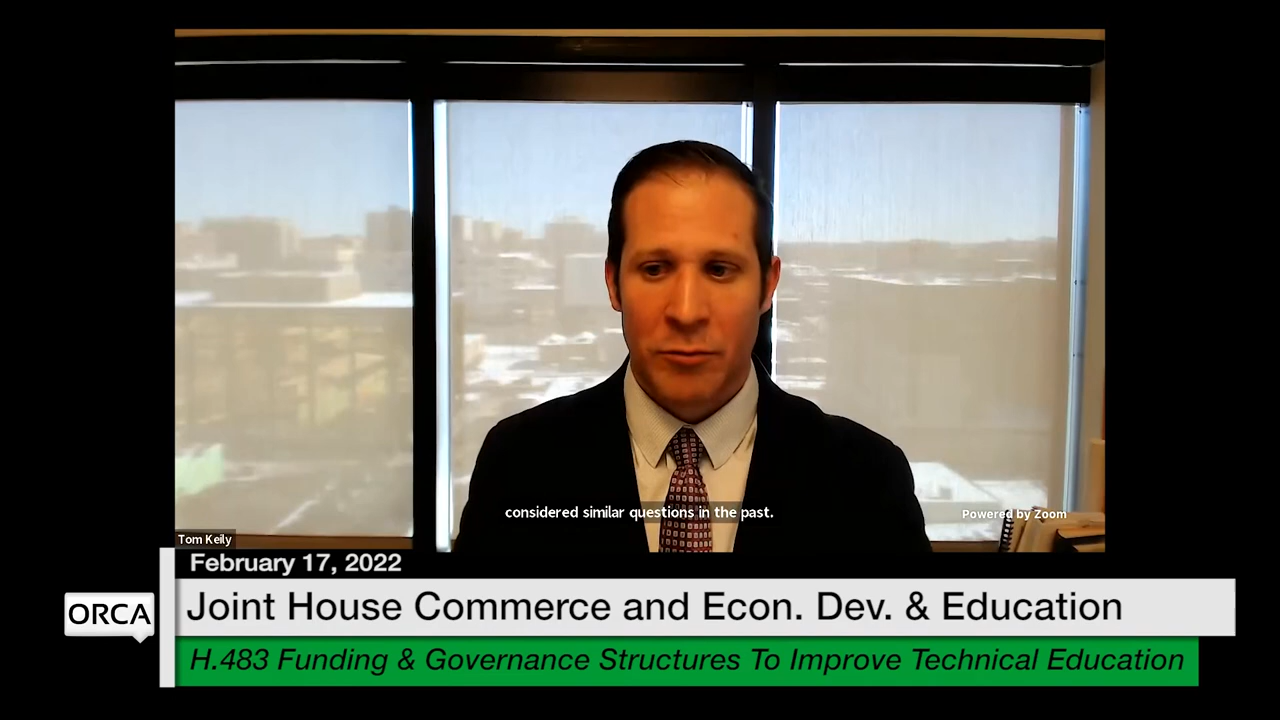 considered similar questions in the past.
Powered by Zoom
Tom Keily
February 17, 2022
ORCA
Joint House Commerce and Econ. Dev. & Education
H.483 Funding & Governance Structures To Improve Technical Education